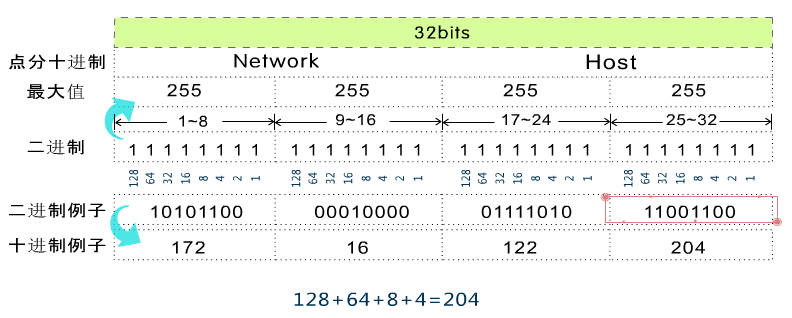 32bits
点分十进制 Network Host
最大值 255 255 255 255
1~8 9~16 17~24 25~32
二进制 1 1 1 1 1 1 1 1 1 1 1 1 1 1 1 1 1 1 1 1 1 1 1 1 1 1 1 1 1 1 1 1
128 64 32 16 8 4 2 1 128 64 32 16 8 4 2 1 128 64 32 16 8 4 2 1 128 64 32 16 8 4 2 1
二进制例子 10101100 00010000 01111010 11001100
十进制例子 172 16 122 204
128+64+8+4=204